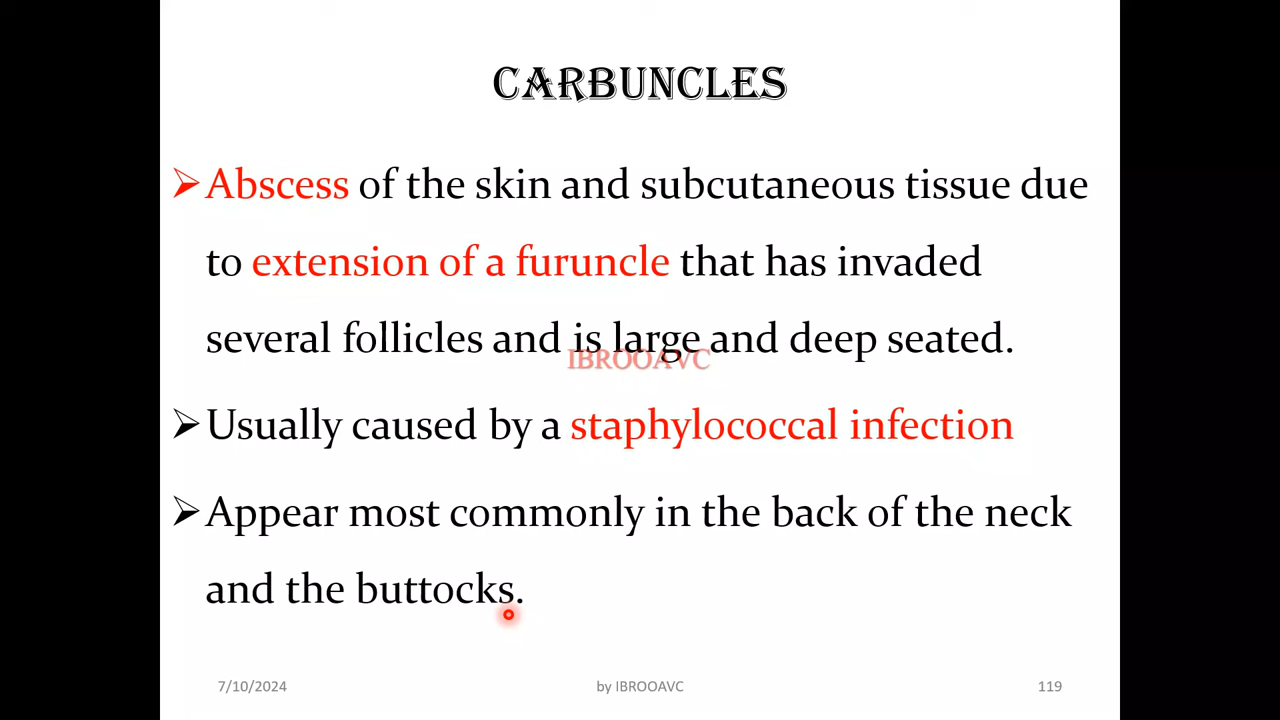 CARBUNCLES
➢Abscess of the skin and subcutaneous tissue due
to extension of a furuncle that has invaded
several follicles and is large and deep seated.
IBROOAVC
➢Usually caused by a staphylococcal infection
➢Appear most commonly in the back of the neck
and the buttocks.
7/10/2024 by IBROOAVC 119